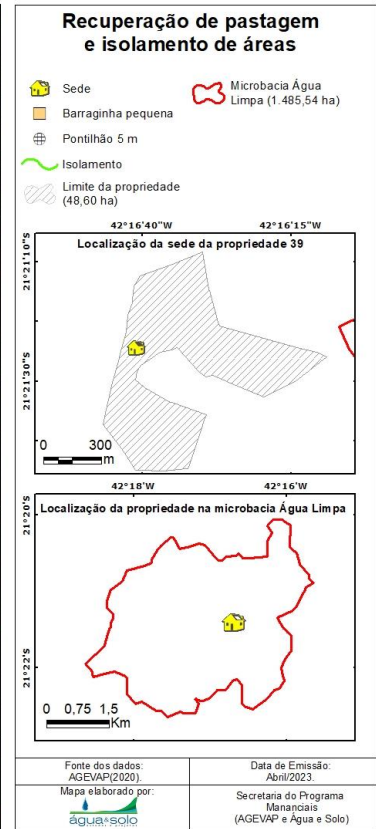 Recuperação de pastagem
e isolamento de áreas
Sede
Barraginha pequena
Pontilhão 5 m
Isolamento
Limite da propriedade
(48,60 ha)
Microbacia Água
Limpa (1.485,54 ha)
42°16'40"W 42°16'15"W
Localização da sede da propriedade 39
21°21'10"S
21°21'30"S
0 300
m
42°18'W 42°16'W
Localização da propriedade na microbacia Água Limpa
21°20'S
21°22'S
0 0,75 1,5
Km
Fonte dos dados:
AGEVAP(2020).
Data de Emissão:
Abril/2023.
Mapa elaborado por:
água&solo
Secretaria do Programa
Mananciais
(AGEVAP e Água e Solo)